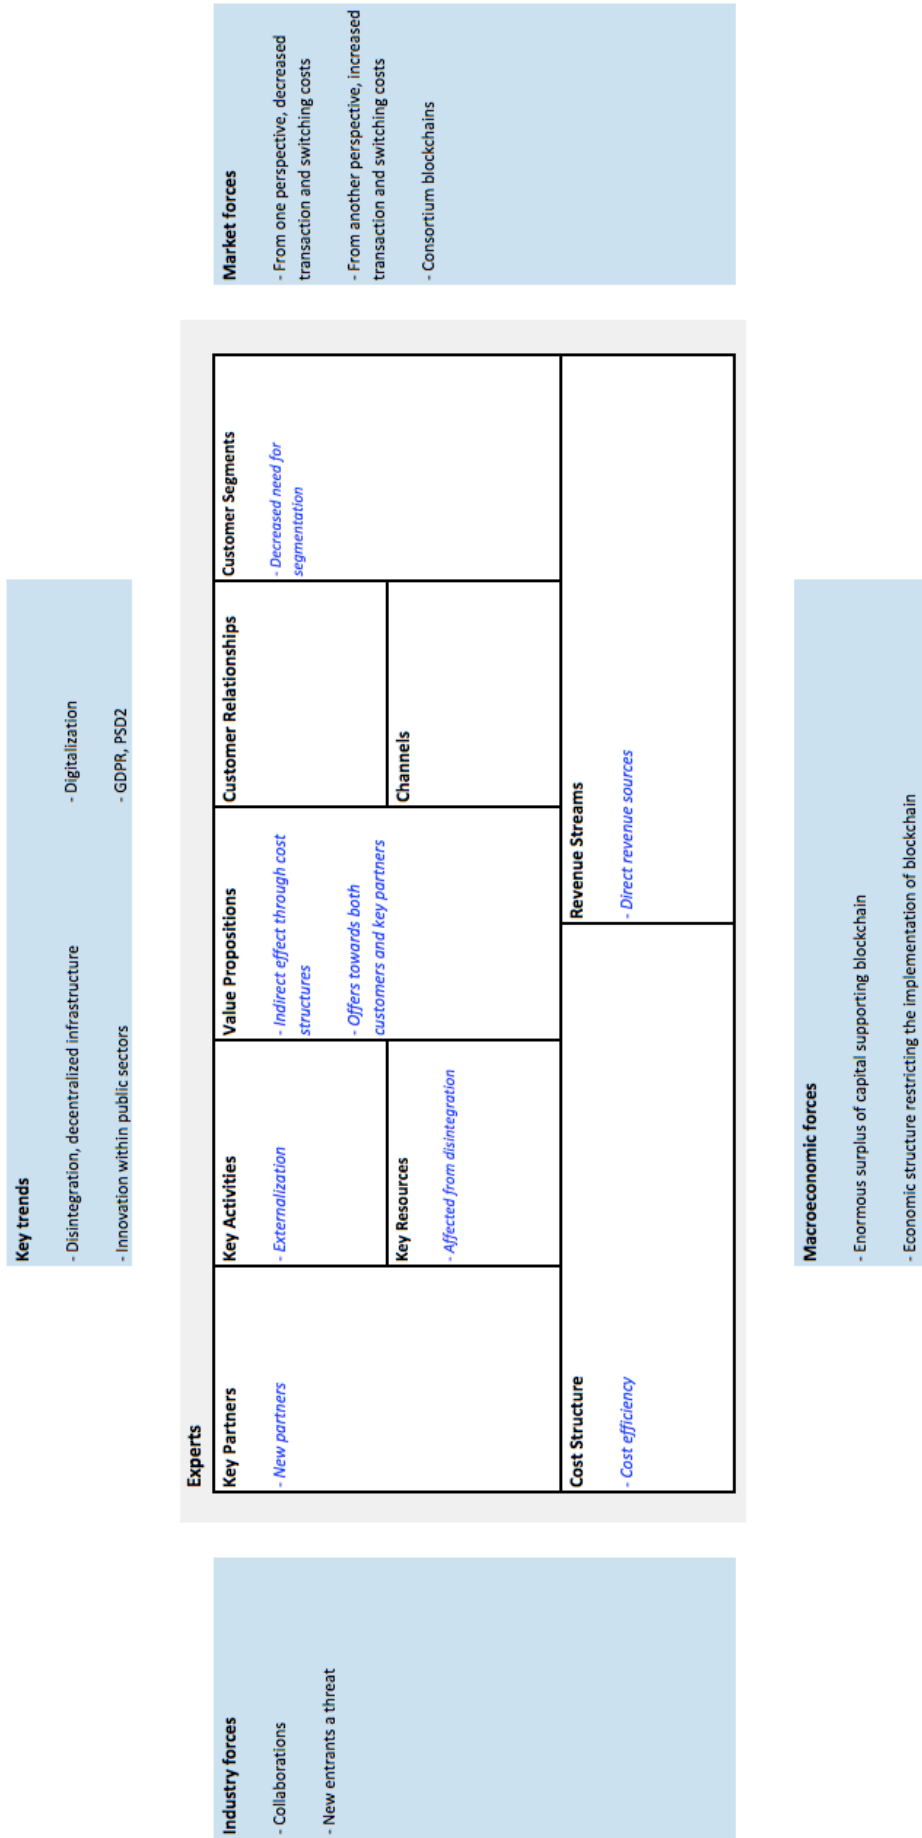 Key trends
- Disintegration, decentralized infrastructure
- Digitalization
- Innovation within public sectors
- GDPR, PSD2
Industry forces
- Collaborations
- New entrants a threat
Experts
Key Partners
- New partners
Key Activities
- Externalization
Key Resources
- Affected from disintegration
Value Propositions
- Indirect effect through cost
structures
- Offers towards both
customers and key partners
Customer Relationships
Channels
Customer Segments
- Decreased need for
segmentation
Cost Structure
- Cost efficiency
Revenue Streams
- Direct revenue sources
Market forces
- From one perspective, decreased
transaction and switching costs
- From another perspective, increased
transaction and switching costs
- Consortium blockchains
Macroeconomic forces
- Enormous surplus of capital supporting blockchain
- Economic structure restricting the implementation of blockchain